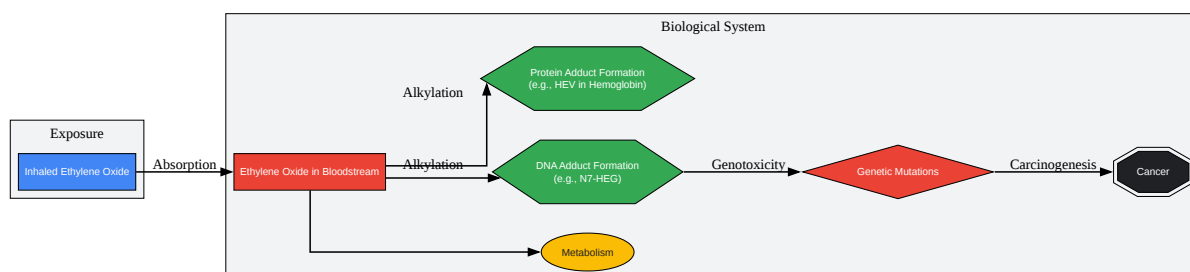 Biological System
Protein Adduct Formation
(e.g., HEV in Hemoglobin)
Alkylation
Exposure
Inhaled Ethylene Oxide
Absorption
Ethylene Oxide in Bloodstream
Alkylation
DNA Adduct Formation
(e.g., N7-HEG)
Genotoxicity
Genetic Mutations
Carcinogenesis
Cancer
Metabolism